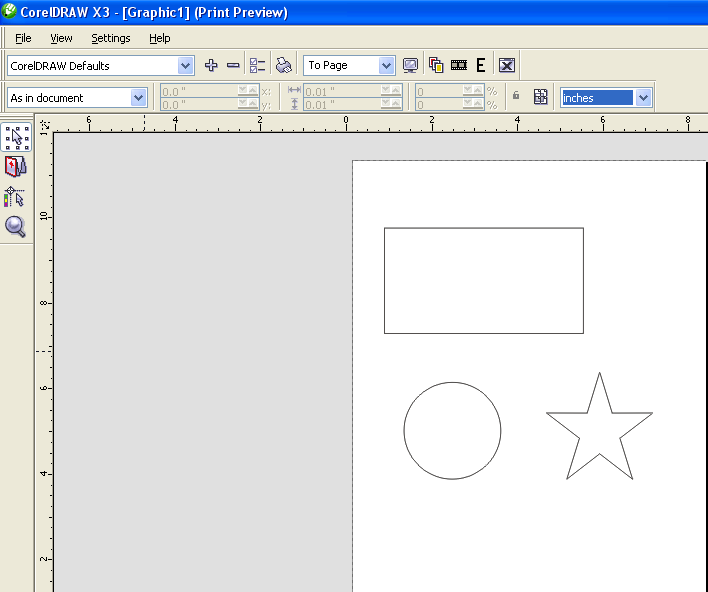 CorelDRAW X3 - [Graphic1] (Print Preview)
File View Settings Help
CorelDRAW Defaults To Page E
As in document 0.0 " x: 0.01 " 0 % inches
0.0 " y: 0.01 " 0 %
6 4 2 0 2 4 6 8
10
8
6
4
2